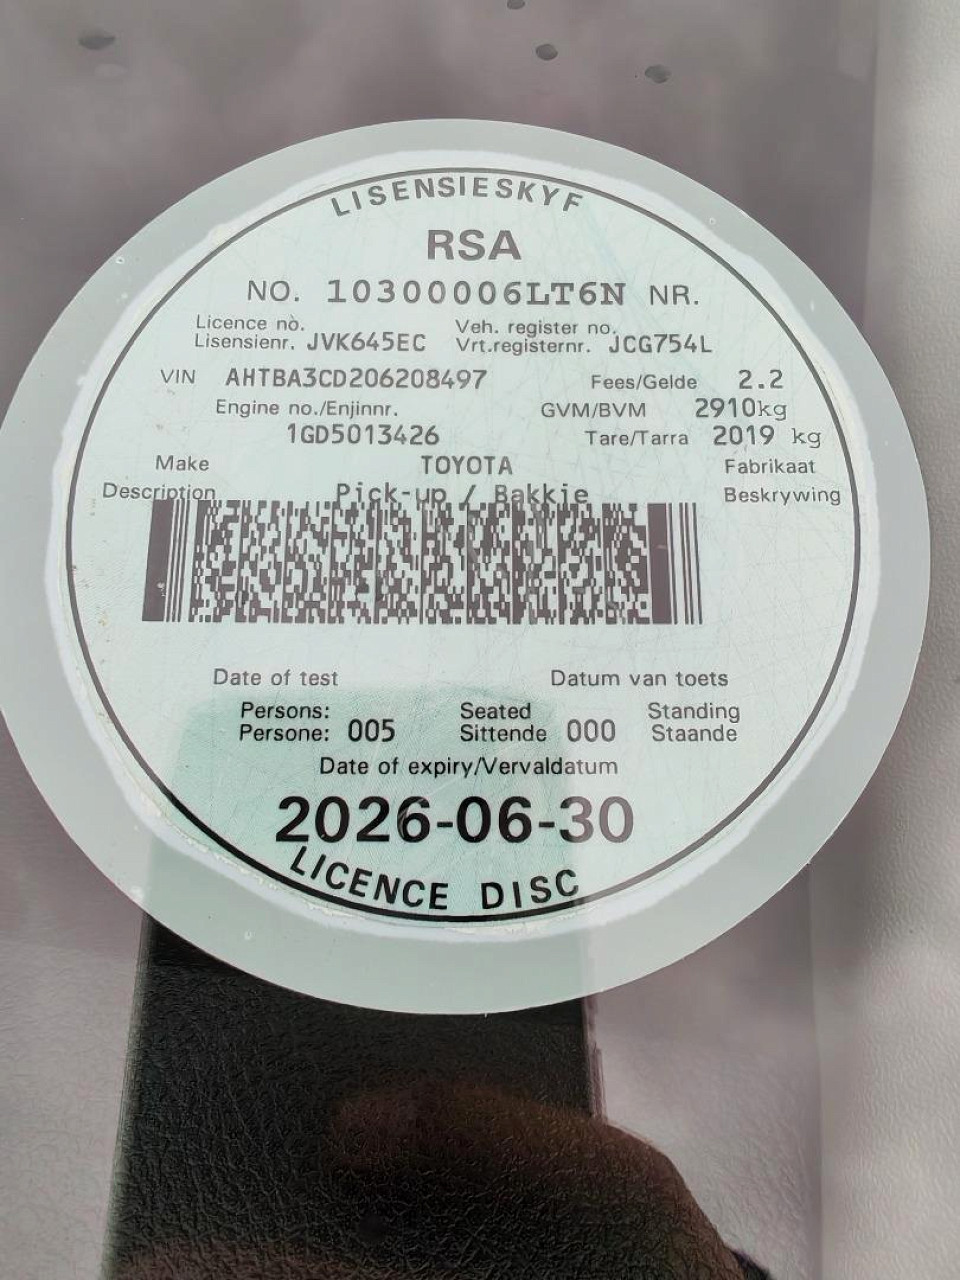 LISENSIESKYF
RSA
NO. 10300006LT6N NR.
Licence no. Veh. register no.
Lisensienr. JVK645EC Vrt.registernr. JCG754L
VIN AHTBA3CD206208497 Fees/Gelde 2.2
Engine no./Enjinnr. GVM/BVM 2910kg
1GD5013426 Tare/Tarra 2019 kg
Make TOYOTA Fabrikaat
Description Pick-up / Bakkie Beskrywing
Date of test Datum van toets
Persons: Seated Standing
Persone: 005 Sittende 000 Staande
Date of expiry/Vervaldatum
2026-06-30
LICENCE DISC